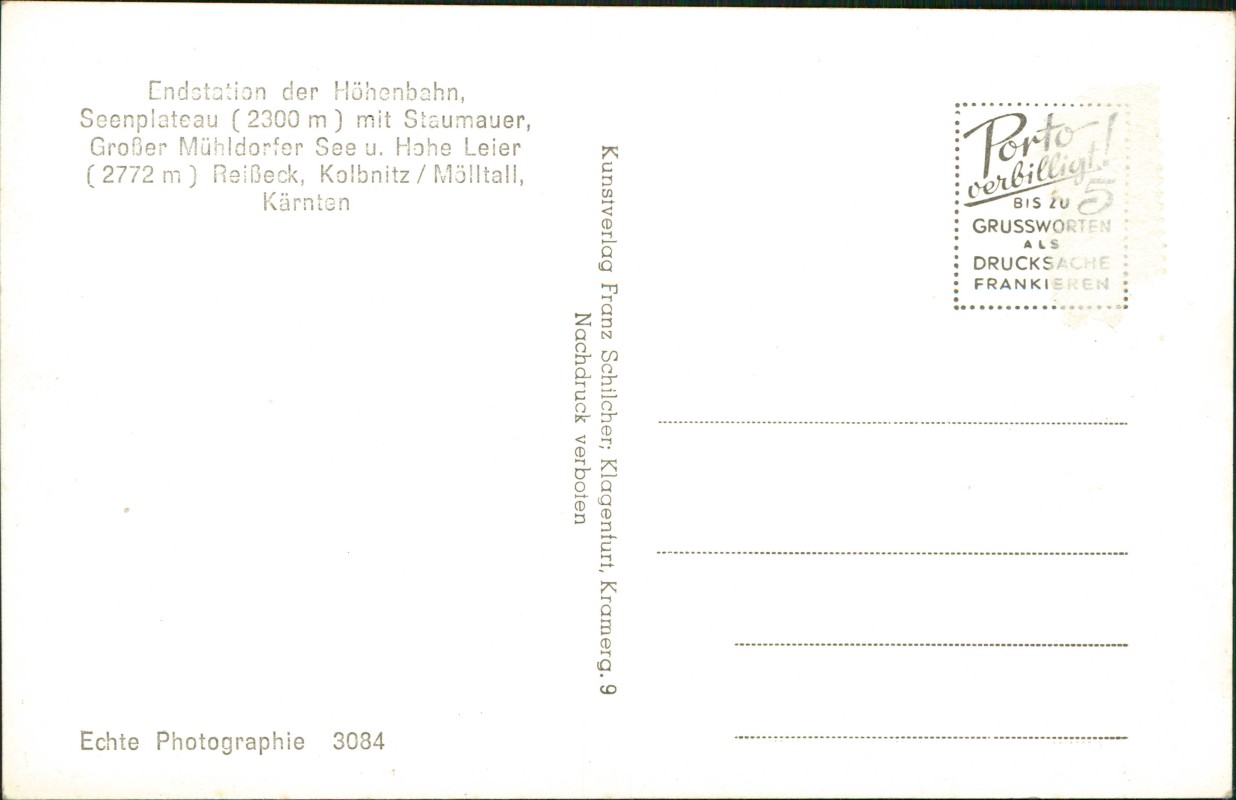 Endstation der Höhenbahn,
Seenplateau ( 2300 m ) mit Staumauer,
Großer Mühldorfer See u. Hohe Leier
( 2772 m ) Reißeck, Kolbnitz / Mölltall,
Kärnten
Kunstverlag Franz Schilcher; Klagenfurt, Kramerg. 9
Nachdruck verboten
Porto
verbilligt!
BIS ZU 5
GRUSSWORTEN
ALS
DRUCKSACHE
FRANKIEREN
Echte Photographie 3084